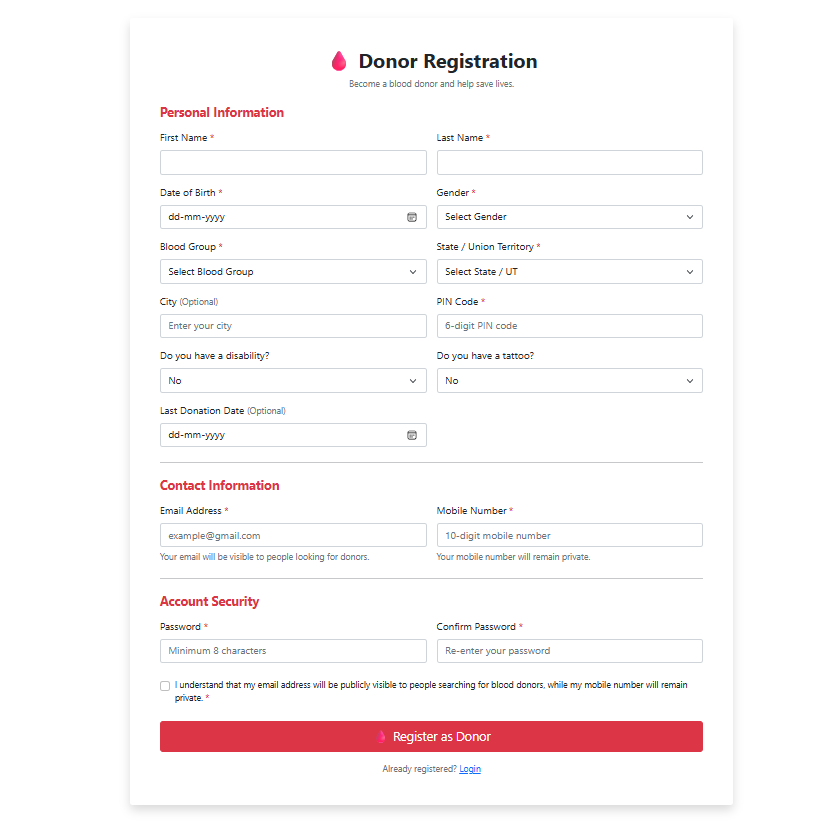 Donor Registration
Become a blood donor and help save lives.
Personal Information
First Name *
Last Name *
Date of Birth *
Gender *
dd-mm-yyyy
Select Gender
Blood Group *
State / Union Territory *
Select Blood Group
Select State / UT
City (Optional)
PIN Code *
Enter your city
6-digit PIN code
Do you have a disability?
Do you have a tattoo?
No
No
Last Donation Date (Optional)
dd-mm-yyyy
Contact Information
Email Address *
Mobile Number *
example@gmail.com
10-digit mobile number
Your email will be visible to people looking for donors.
Your mobile number will remain private.
Account Security
Password *
Confirm Password *
Minimum 8 characters
Re-enter your password
I understand that my email address will be publicly visible to people searching for blood donors, while my mobile number will remain
private. *
Register as Donor
Already registered? Login